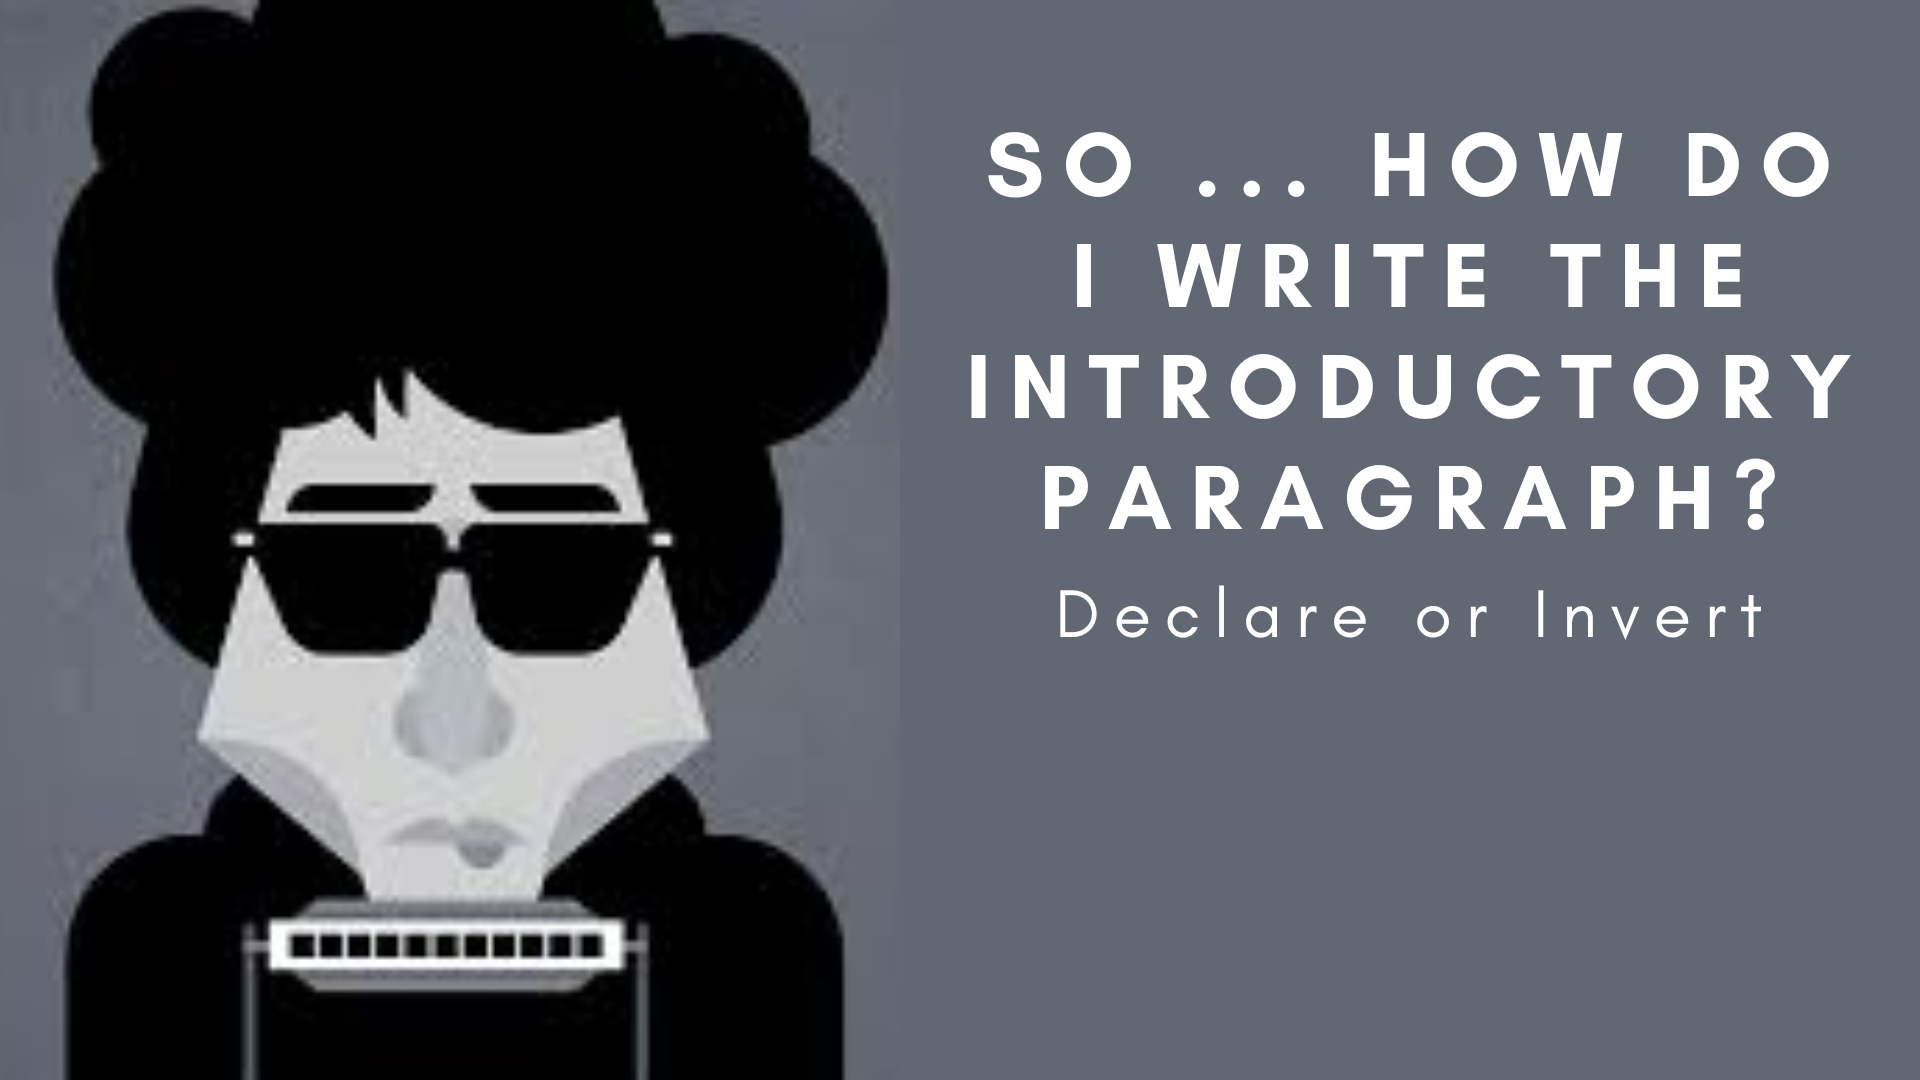 SO ... HOW DO
I WRITE THE
INTRODUCTORY
PARAGRAPH?
Declare or Invert